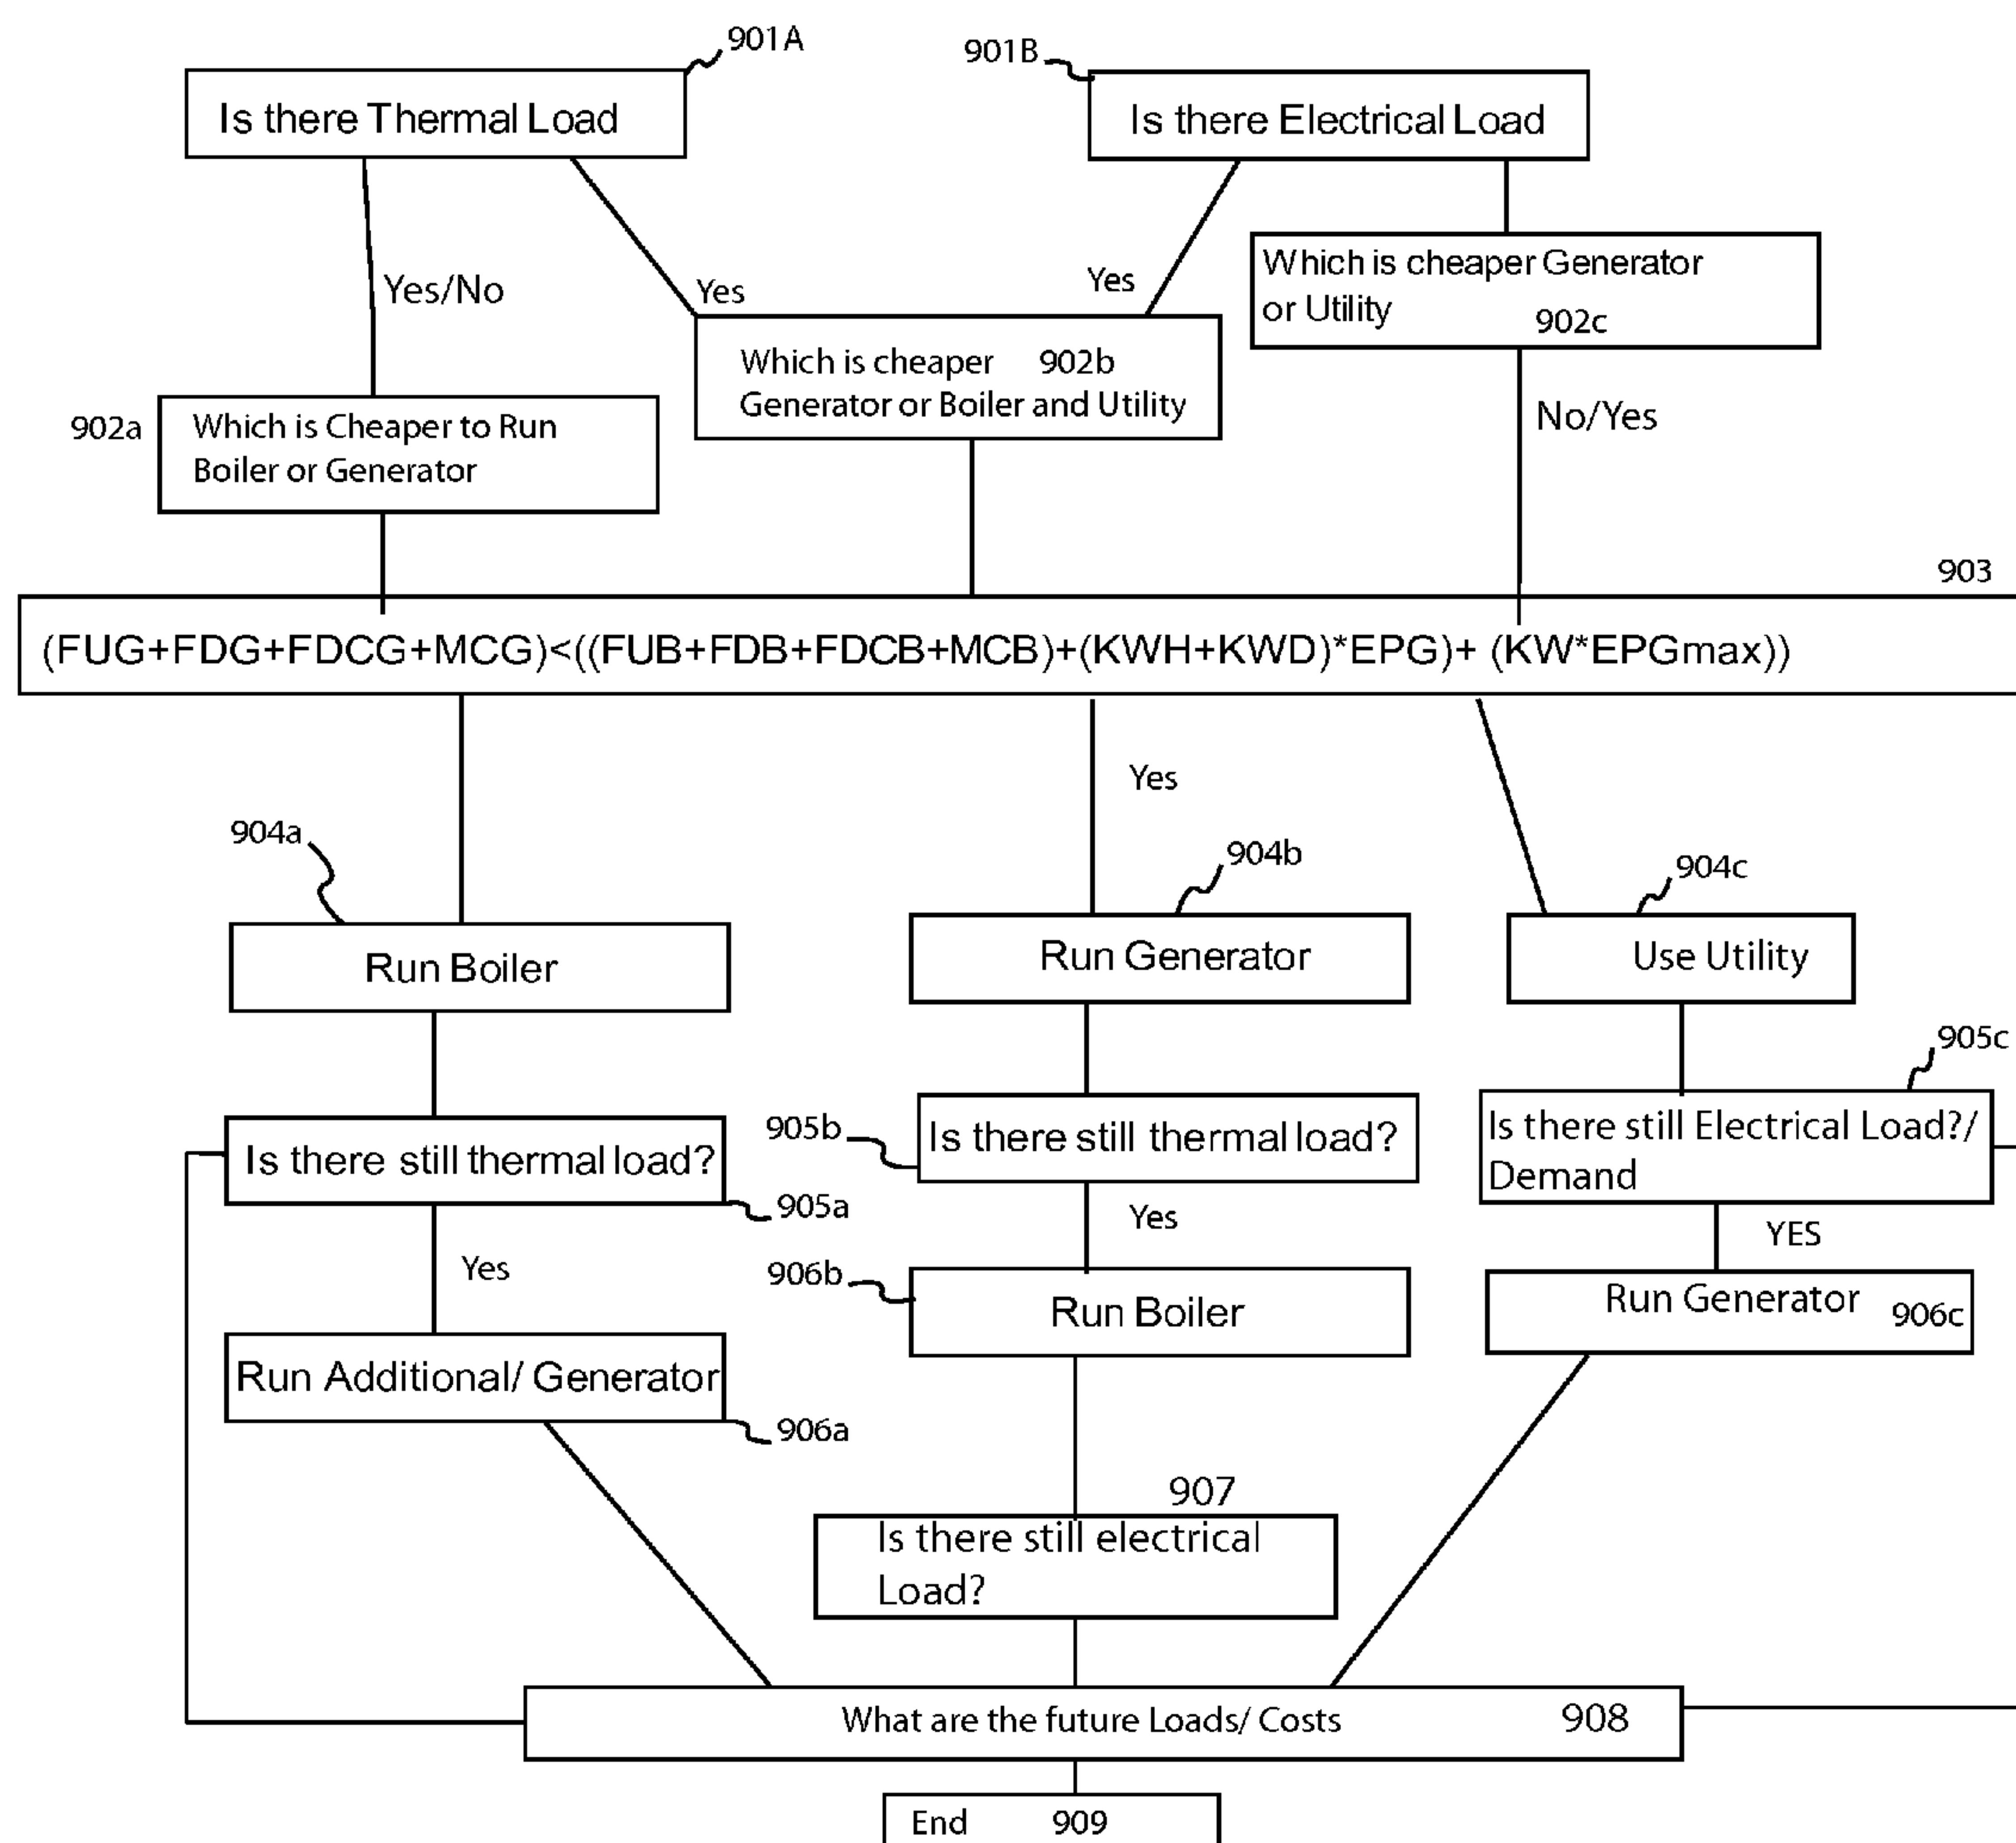 901A
901B
Is there Thermal Load
Is there Electrical Load
Yes/No
Yes
Yes
Which is cheaper Generator
or Utility
902c
Which is cheaper 902b
Generator or Boiler and Utility
902a
Which is Cheaper to Run
Boiler or Generator
No/Yes
903
(FUG+FDG+FDCG+MCG)<((FUB+FDB+FDCB+MCB)+(KWH+KWD)*EPG)+ (KW*EPGmax))
Yes
904a
904b
904c
Run Boiler
Run Generator
Use Utility
905c
Is there still thermal load?
905a
905b
Is there still thermal load?
Is there still Electrical Load?/
Demand
Yes
Yes
YES
906b
Run Boiler
Run Generator
906c
Run Additional/ Generator
906a
907
Is there still electrical
Load?
What are the future Loads/ Costs 908
End 909